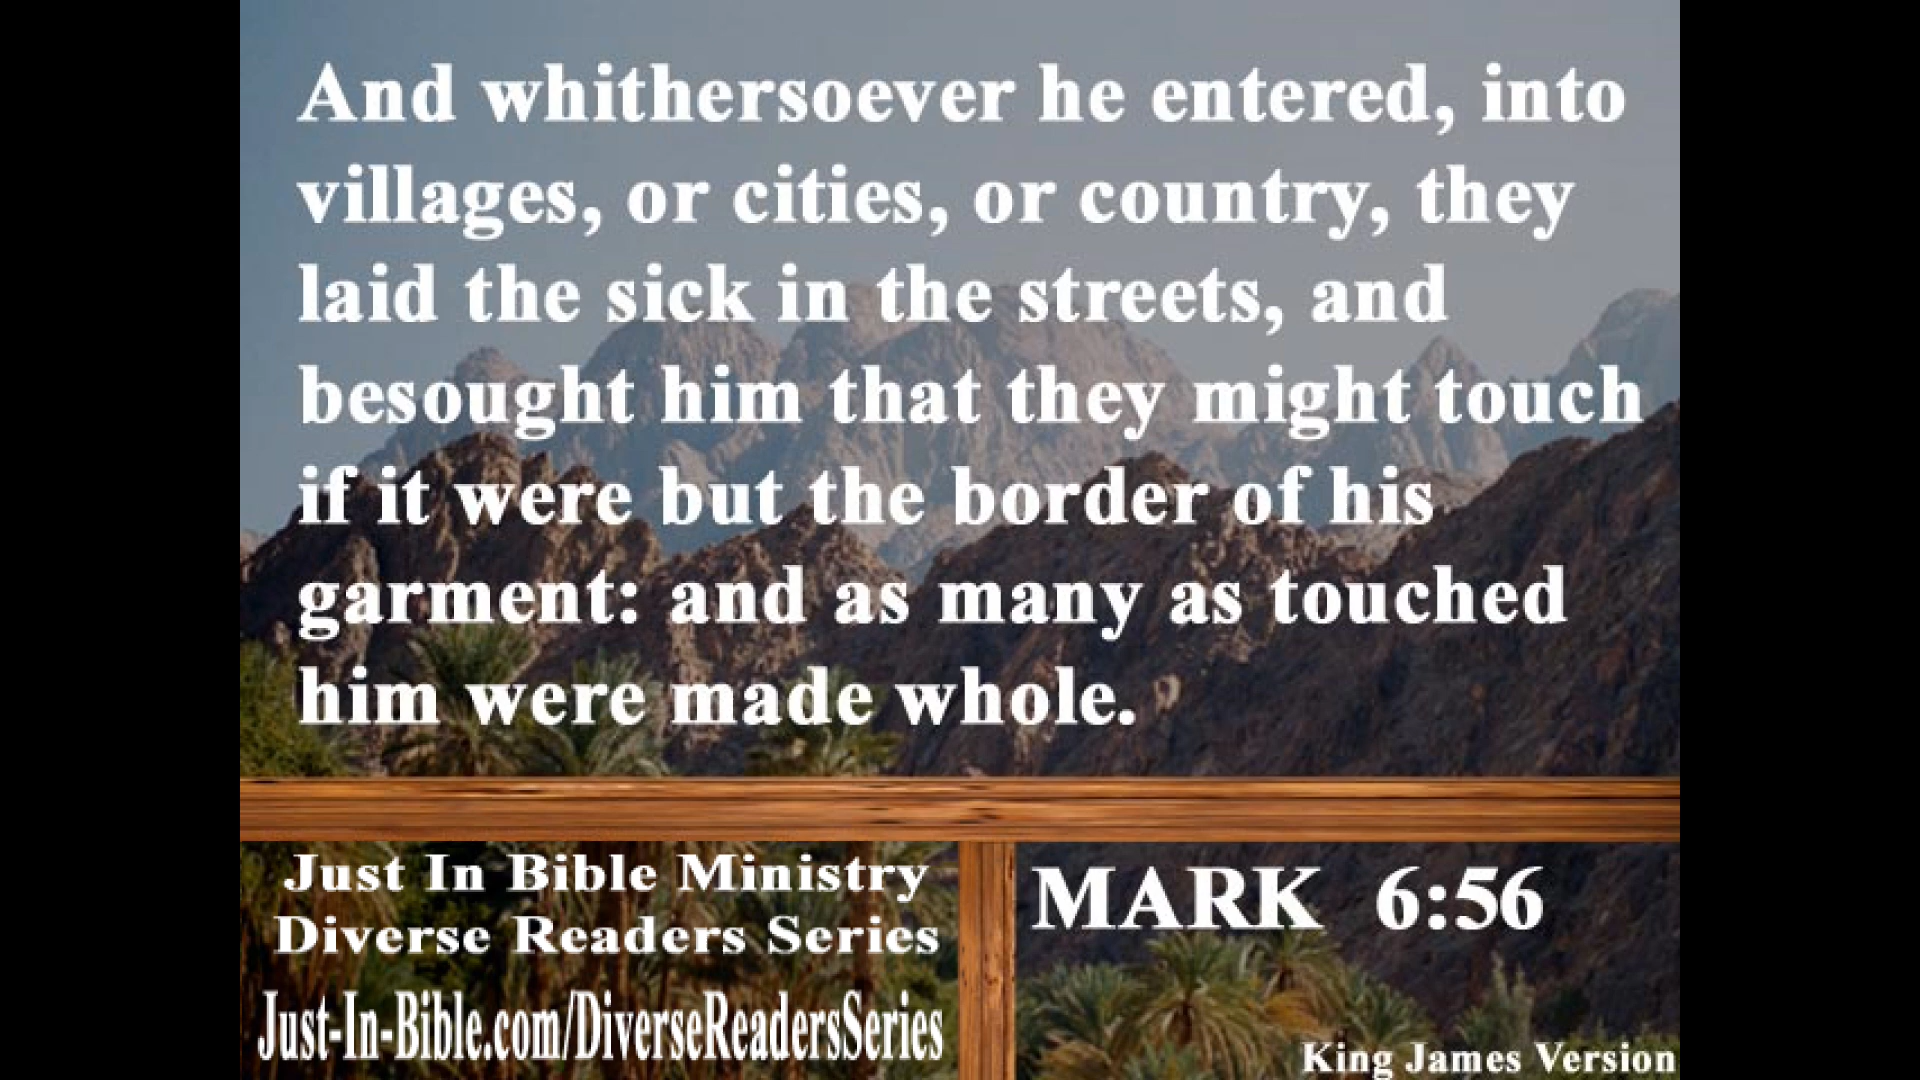 And whithersoever he entered, into
villages, or cities, or country, they
laid the sick in the streets, and
besought him that they might touch
if it were but the border of his
garment: and as many as touched
him were made whole.
Just In Bible Ministry
Diverse Readers Series
Just-In-Bible.com/DiverseReadersSeries
MARK 6:56
King James Version